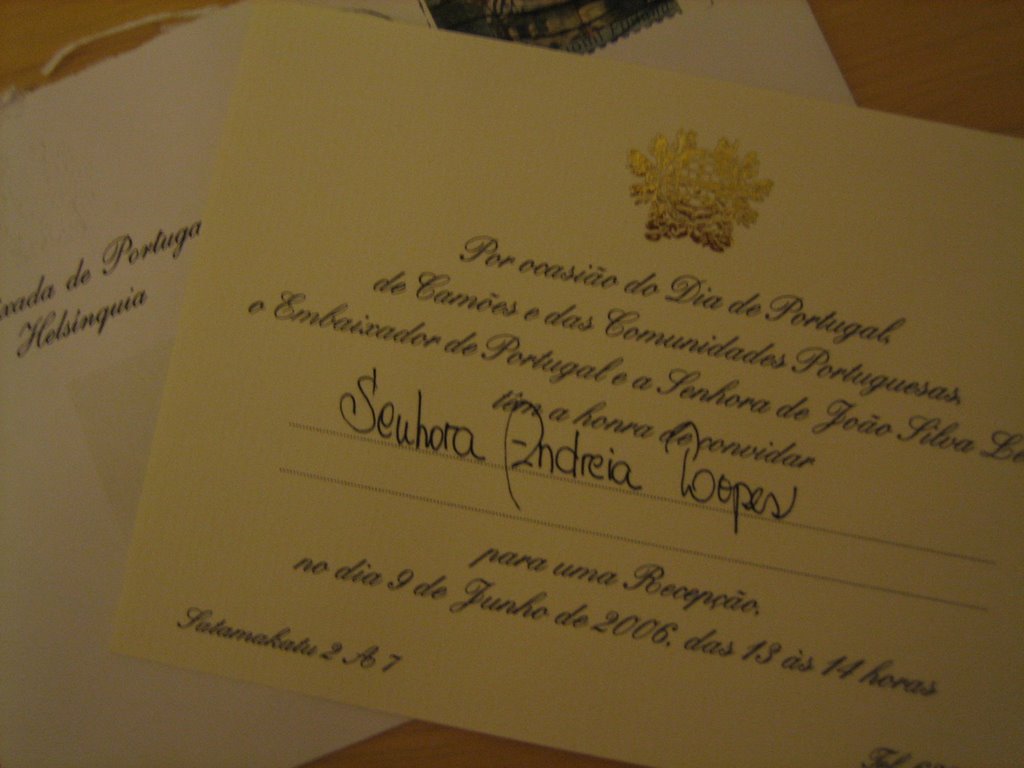 de Portuga
Helsínquia
Por ocasião do Dia de Portugal,
de Camões e das Comunidades Portuguesas,
o Embaixador de Portugal e a Senhora de João Silva Le
têm a honra de convidar
Senhora Andreia Loopes
para uma Recepção,
no dia 9 de Junho de 2006, das 13 às 14 horas
Satamakatu 2 A 7
Tel.